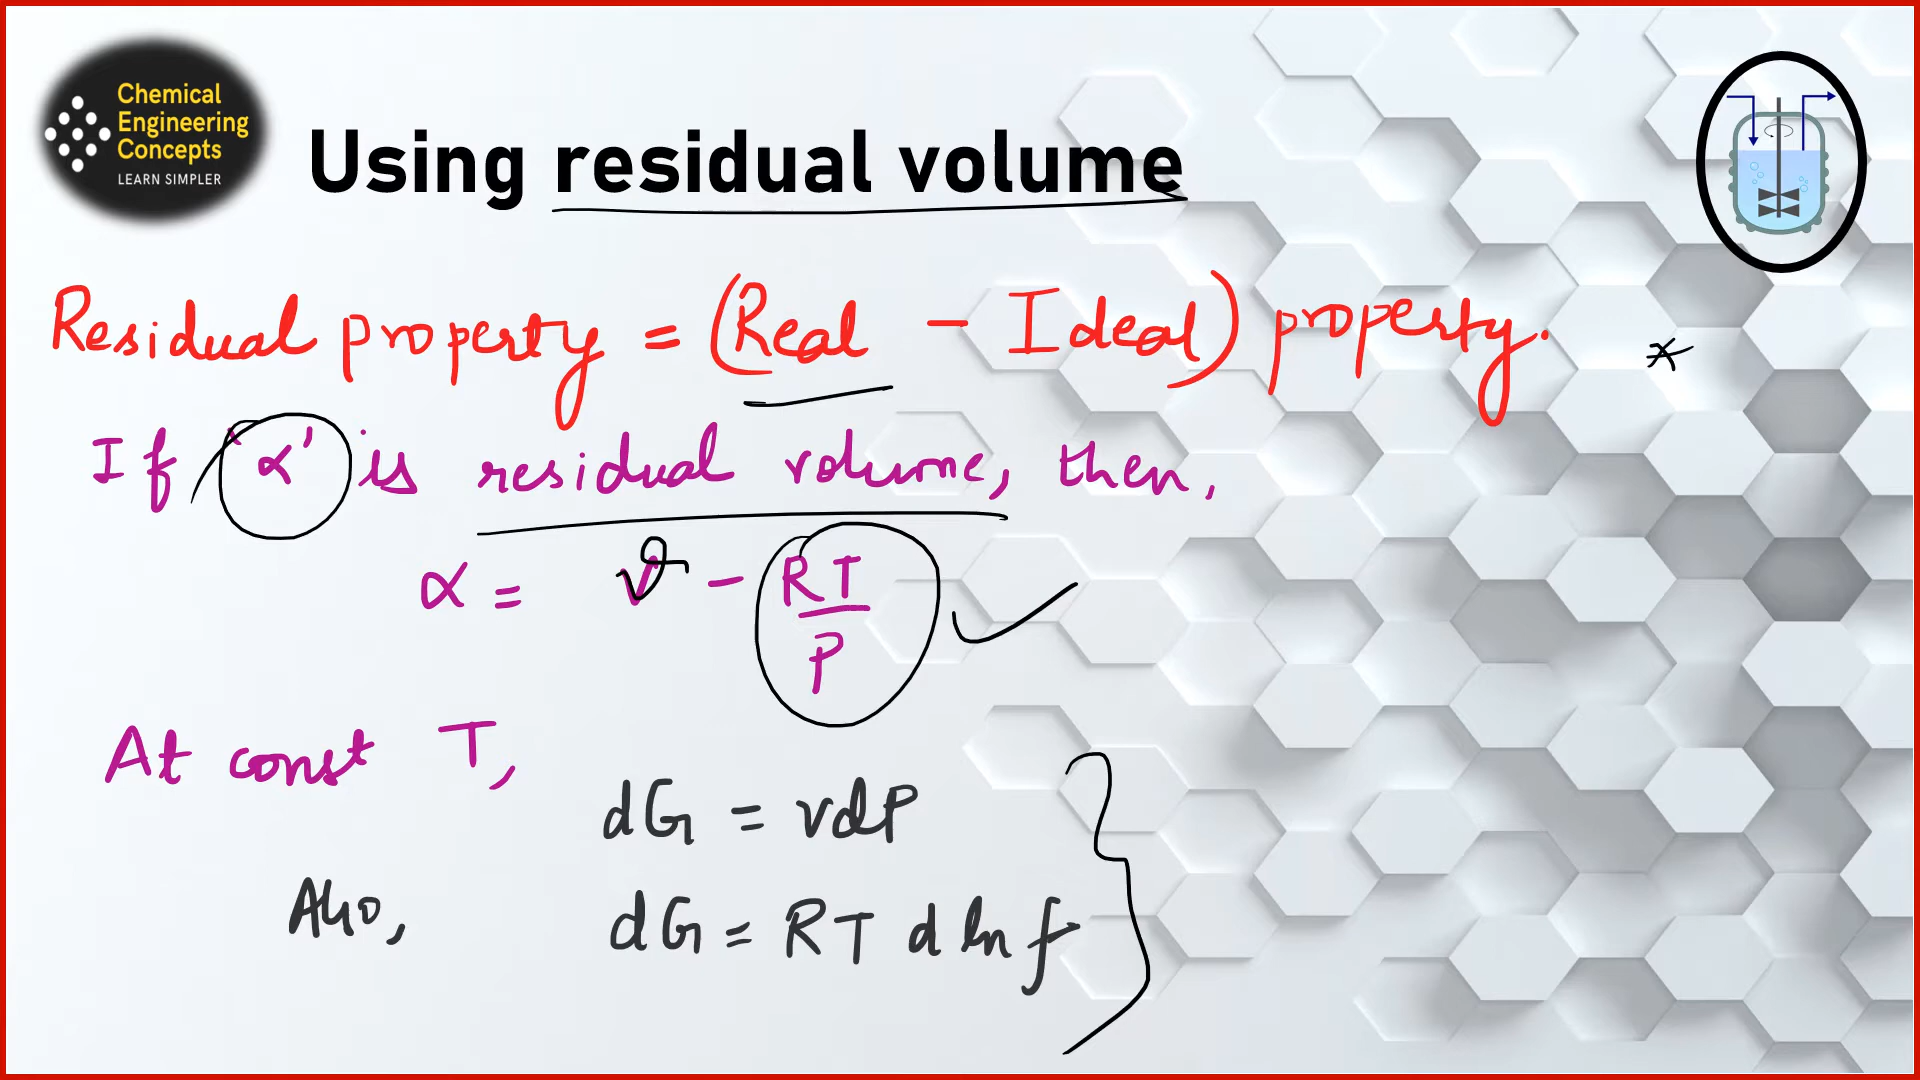 Chemical
Engineering
Concepts
LEARN SIMPLER
Using residual volume
Residual property = (Real - Ideal) property.
If 'α' is residual volume, then,
α = v - RT/P
At const T,
dG = vdP
Also,
dG = RT d ln f